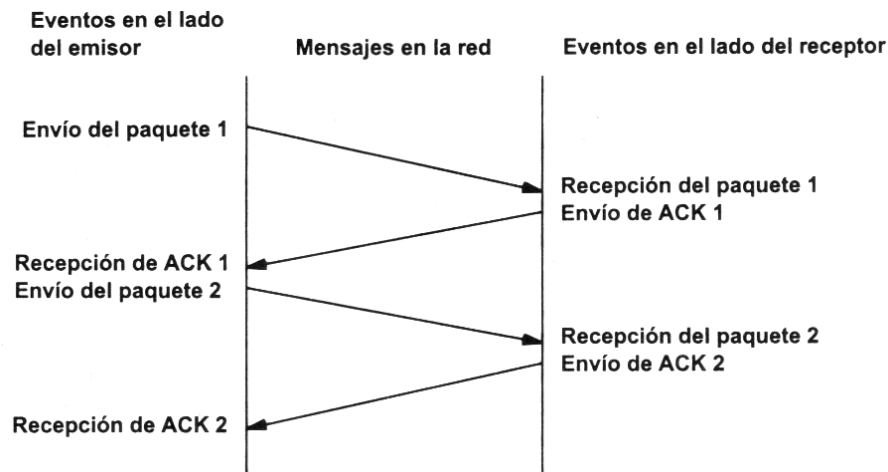 Eventos en el lado
del emisor
Mensajes en la red
Eventos en el lado del receptor
Envío del paquete 1
Recepción del paquete 1
Envío de ACK 1
Recepción de ACK 1
Envío del paquete 2
Recepción del paquete 2
Envío de ACK 2
Recepción de ACK 2